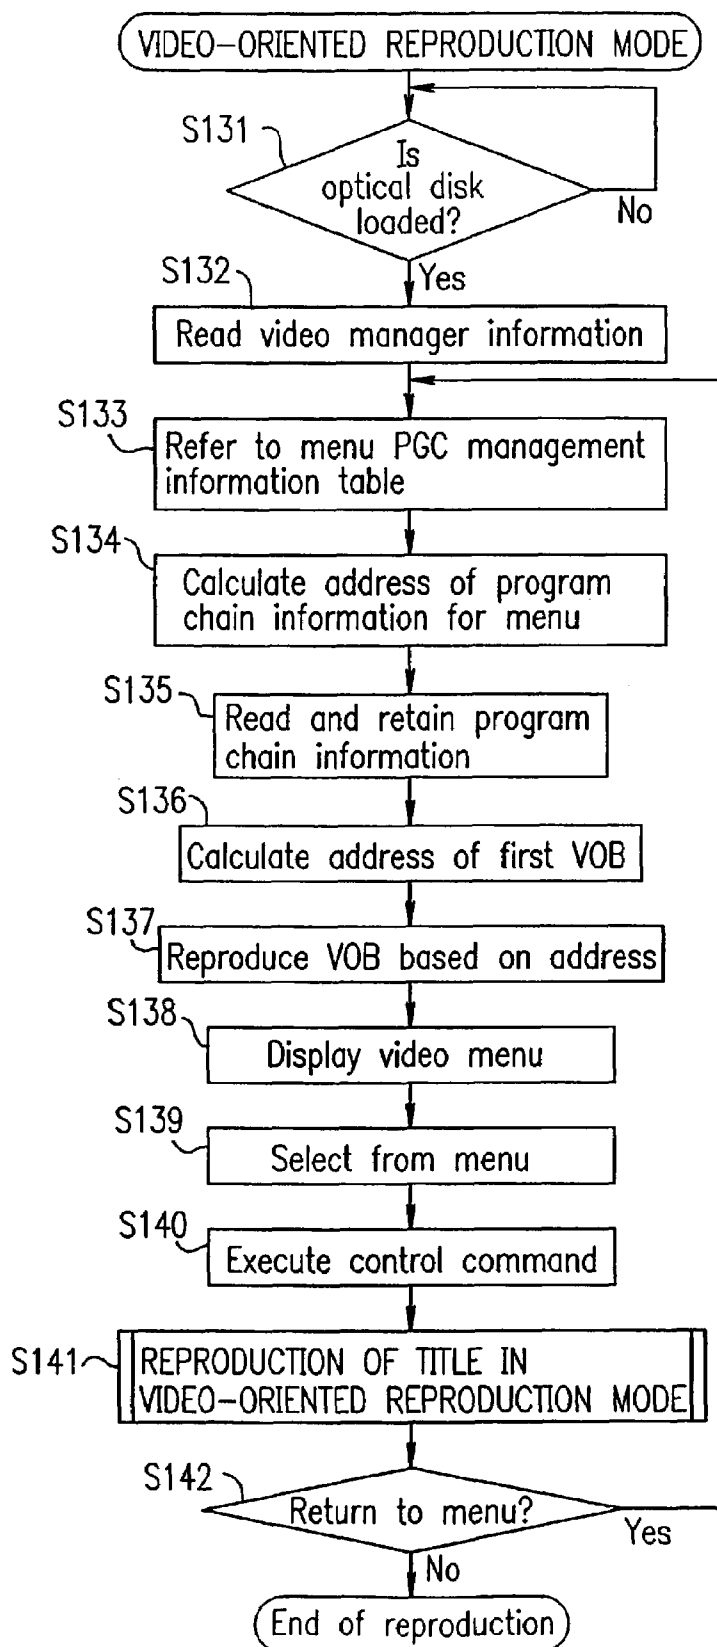 VIDEO-ORIENTED REPRODUCTION MODE
S131
Is
optical disk
loaded?
No
Yes
S132
Read video manager information
S133
Refer to menu PGC management
information table
S134
Calculate address of program
chain information for menu
S135
Read and retain program
chain information
S136
Calculate address of first VOB
S137
Reproduce VOB based on address
S138
Display video menu
S139
Select from menu
S140
Execute control command
S141
REPRODUCTION OF TITLE IN
VIDEO-ORIENTED REPRODUCTION MODE
S142
Return to menu?
Yes
No
End of reproduction